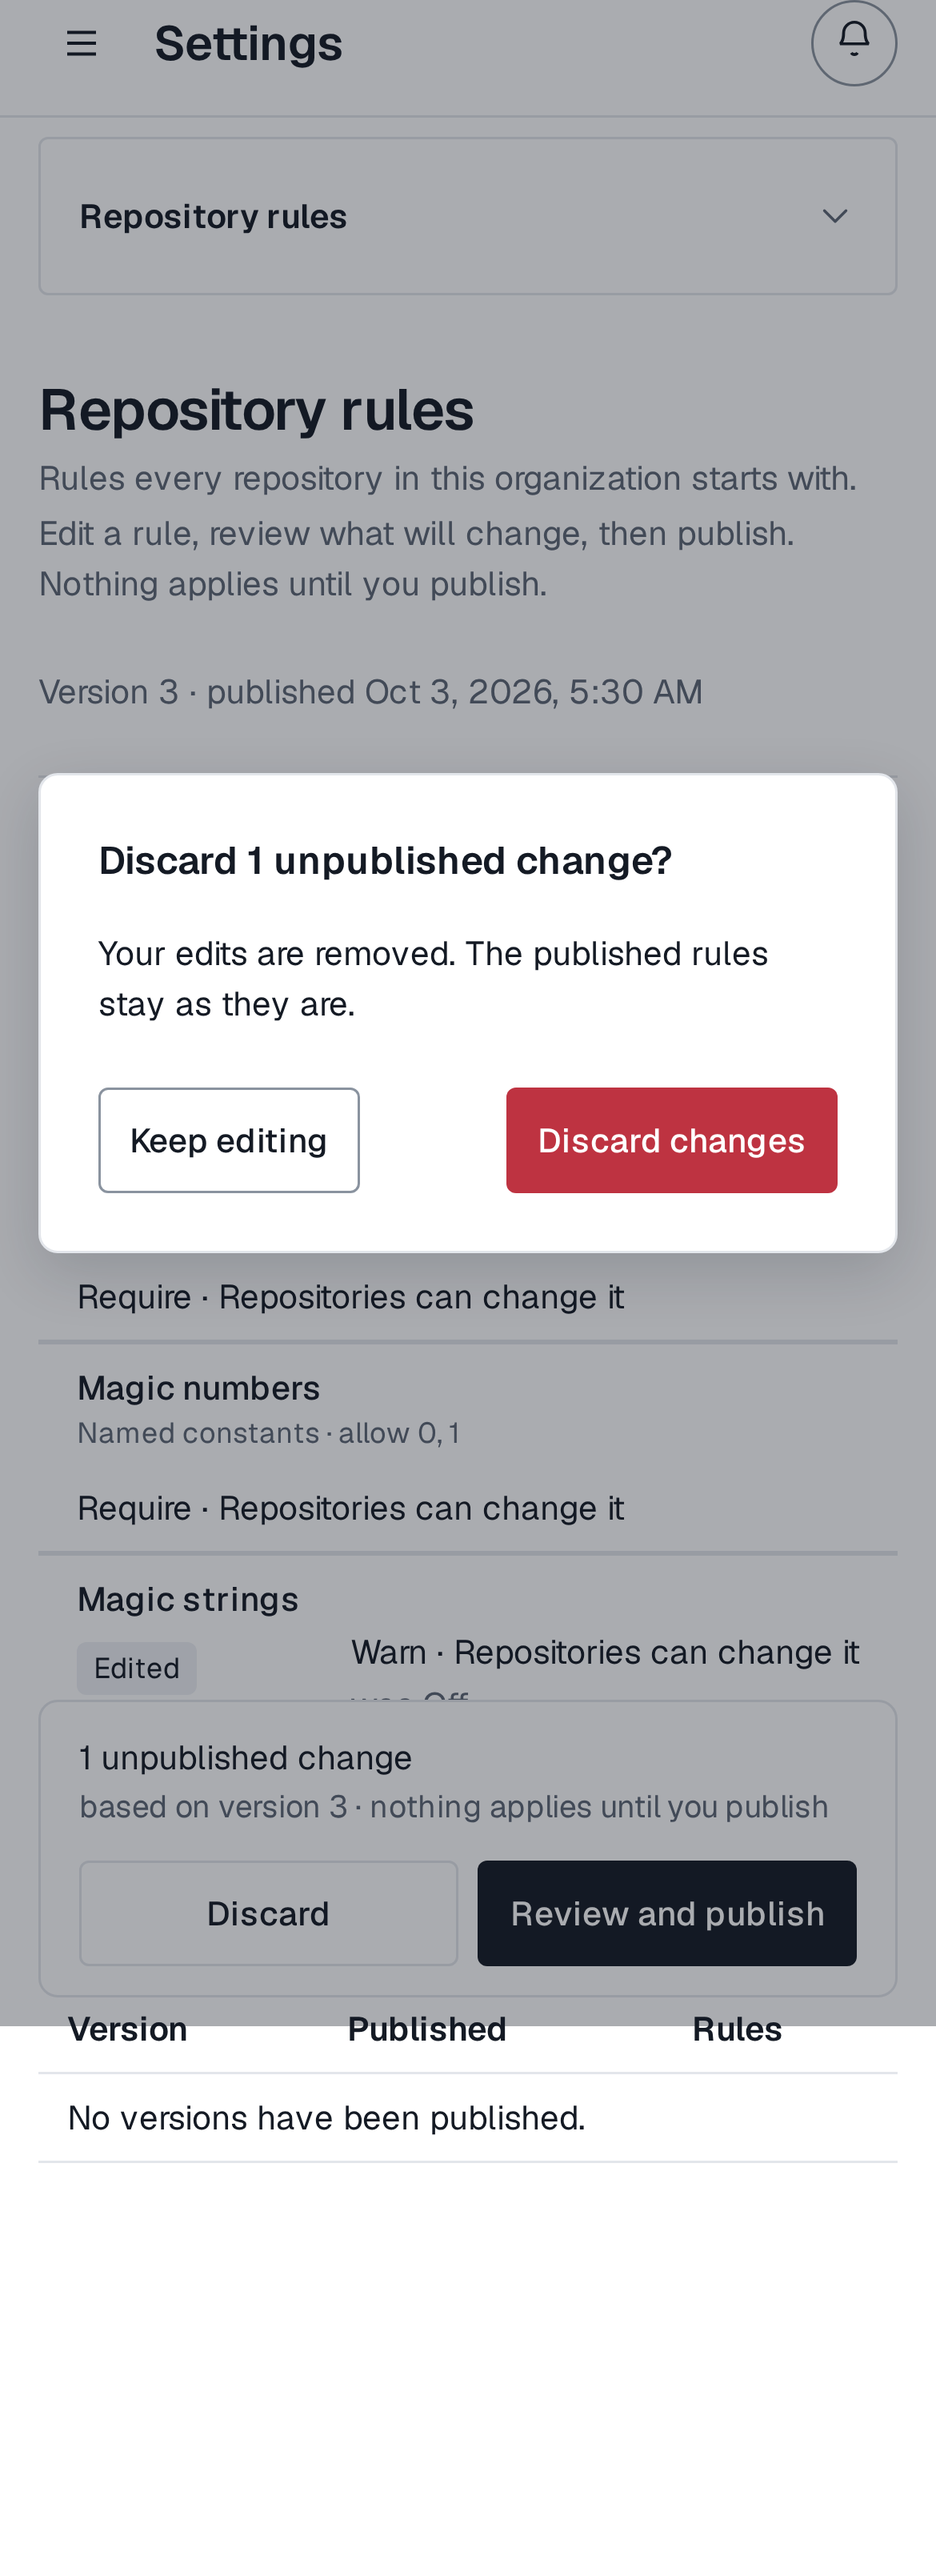 Settings
Repository rules
Repository rules
Rules every repository in this organization starts with.
Edit a rule, review what will change, then publish.
Nothing applies until you publish.
Version 3 · published Oct 3, 2026, 5:30 AM
Discard 1 unpublished change?
Your edits are removed. The published rules
stay as they are.
Keep editing
Discard changes
Require · Repositories can change it
Magic numbers
Named constants · allow 0, 1
Require · Repositories can change it
Magic strings
Edited
Warn · Repositories can change it
was Off
1 unpublished change
based on version 3 · nothing applies until you publish
Discard
Review and publish
Version Published Rules
No versions have been published.